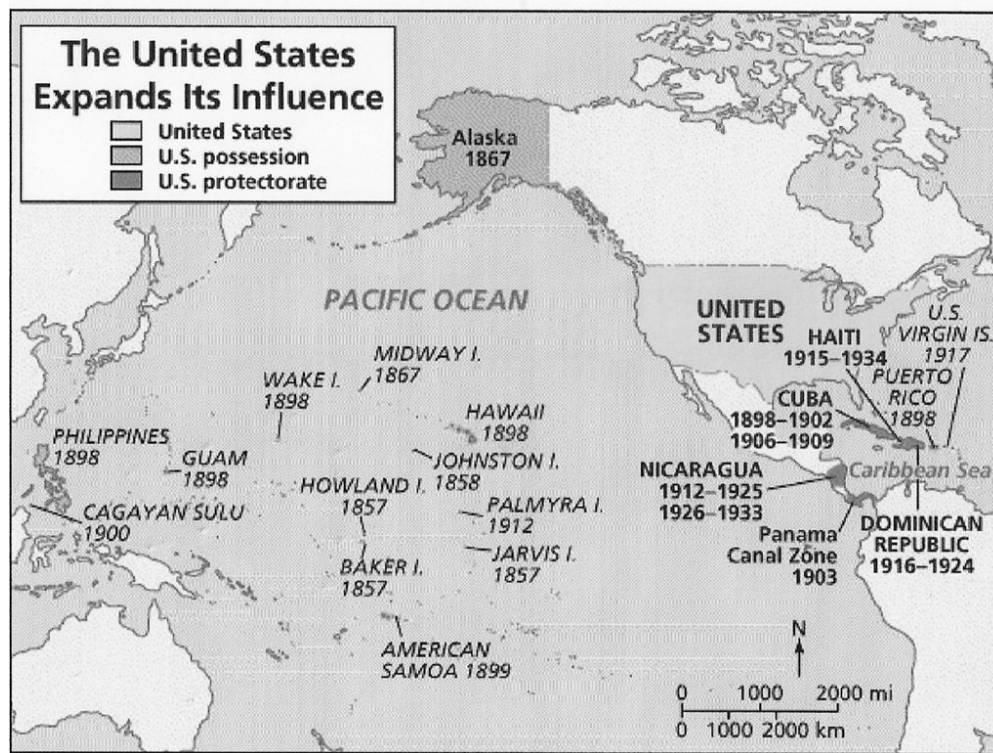 The United States
Expands Its Influence
United States
U.S. possession
U.S. protectorate
Alaska
1867
PACIFIC OCEAN
UNITED
STATES
U.S.
VIRGIN IS.
1917
HAITI
1915–1934
PUERTO
RICO
1898
MIDWAY I.
1867
WAKE I.
1898
CUBA
1898–1902
1906–1909
HAWAII
1898
PHILIPPINES
1898
GUAM
1898
JOHNSTON I.
1858
NICARAGUA
1912–1925
1926–1933
Caribbean Sea
HOWLAND I.
1857
CAGAYAN SULU
1900
PALMYRA I.
1912
Panama
Canal Zone
1903
DOMINICAN
REPUBLIC
1916–1924
JARVIS I.
1857
BAKER I.
1857
AMERICAN
SAMOA 1899
N
0 1000 2000 mi
0 1000 2000 km